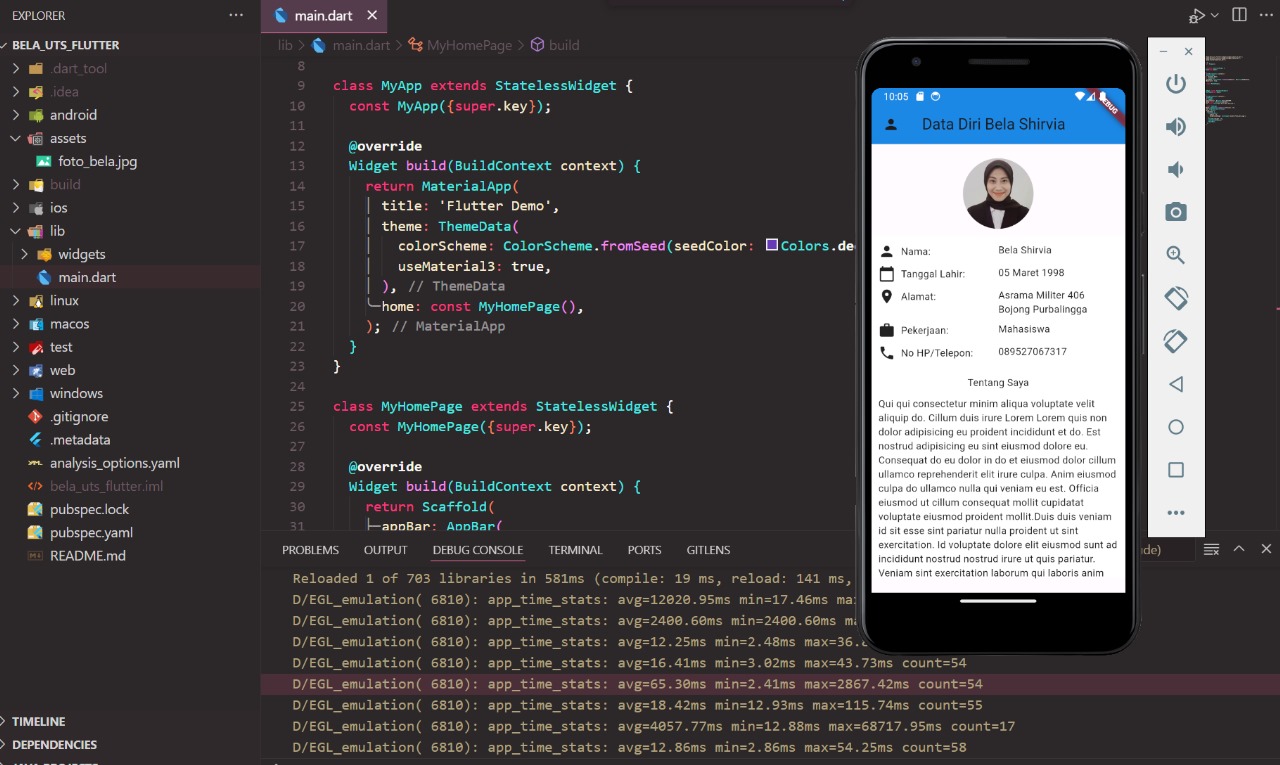 EXPLORER
BELA_UTS_FLUTTER
.dart_tool
.idea
android
assets
foto_bela.jpg
build
ios
lib
widgets
main.dart
linux
macos
test
web
windows
.gitignore
.metadata
analysis_options.yaml
bela_uts_flutter.iml
pubspec.lock
pubspec.yaml
README.md
TIMELINE
DEPENDENCIES
main.dart
lib > main.dart > MyHomePage > build
8
9 class MyApp extends StatelessWidget {
10 const MyApp({super.key});
11
12 @override
13 Widget build(BuildContext context) {
14 return MaterialApp(
15 title: 'Flutter Demo',
16 theme: ThemeData(
17 colorScheme: ColorScheme.fromSeed(seedColor: Colors.de
18 useMaterial3: true,
19 ), // ThemeData
20 home: const MyHomePage(),
21 ); // MaterialApp
22 }
23 }
24
25 class MyHomePage extends StatelessWidget {
26 const MyHomePage({super.key});
27
28 @override
29 Widget build(BuildContext context) {
30 return Scaffold(
31 appBar: AppBar(
PROBLEMS OUTPUT DEBUG CONSOLE TERMINAL PORTS GITLENS
Reloaded 1 of 703 libraries in 581ms (compile: 19 ms, reload: 141 ms,
D/EGL_emulation( 6810): app_time_stats: avg=12020.95ms min=17.46ms ma
D/EGL_emulation( 6810): app_time_stats: avg=2400.60ms min=2400.60ms
D/EGL_emulation( 6810): app_time_stats: avg=12.25ms min=2.48ms max=36.
D/EGL_emulation( 6810): app_time_stats: avg=16.41ms min=3.02ms max=43.73ms count=54
D/EGL_emulation( 6810): app_time_stats: avg=65.30ms min=2.41ms max=2867.42ms count=54
D/EGL_emulation( 6810): app_time_stats: avg=18.42ms min=12.93ms max=115.74ms count=55
D/EGL_emulation( 6810): app_time_stats: avg=4057.77ms min=12.88ms max=68717.95ms count=17
D/EGL_emulation( 6810): app_time_stats: avg=12.86ms min=2.86ms max=54.25ms count=58
10:05
DEBUG
Data Diri Bela Shirvia
Nama: Bela Shirvia
Tanggal Lahir: 05 Maret 1998
Alamat: Asrama Militer 406
Bojong Purbalingga
Pekerjaan: Mahasiswa
No HP/Telepon: 089527067317
Tentang Saya
Qui qui consectetur minim aliqua voluptate velit
aliquip do. Cillum duis irure Lorem Lorem quis non
dolor adipisicing eu proident incididunt et do. Est
nostrud adipisicing eu sint eiusmod dolore eu.
Consequat do eu dolor in do et eiusmod dolor cillum
ullamco reprehenderit elit irure culpa. Anim eiusmod
culpa do ullamco nulla qui veniam eu est. Officia
eiusmod ut cillum consequat mollit cupidatat
voluptate eiusmod proident mollit.Duis duis veniam
id sit esse sint pariatur nulla proident ut sint
exercitation. Id voluptate dolore elit eiusmod sunt ad
incididunt nostrud nostrud irure ut quis pariatur.
Veniam sint exercitation laborum qui laboris anim
de)